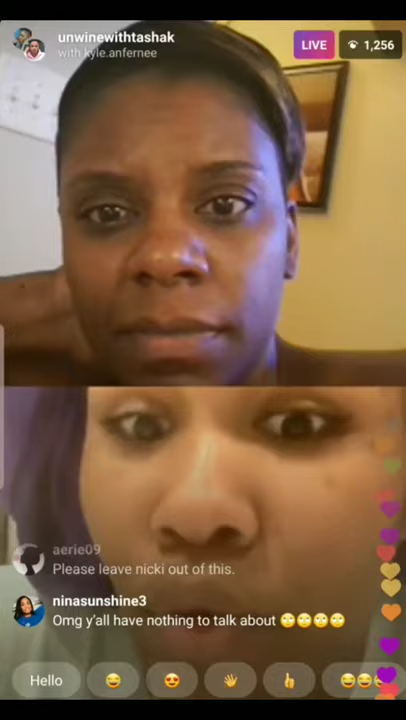 unwinewithtashak
with kyle.anfernee
LIVE
1,256
aerie09
Please leave nicki out of this.
ninasunshine3
Omg y'all have nothing to talk about 🙄🙄🙄🙄
Hello